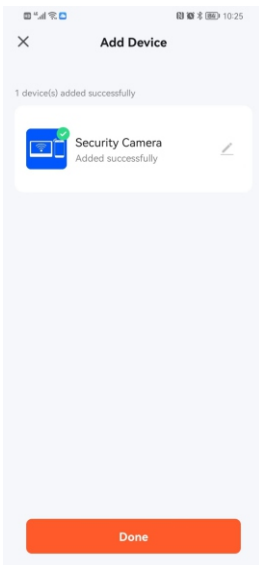 10:25
Add Device
1 device(s) added successfully
Security Camera
Added successfully
Done